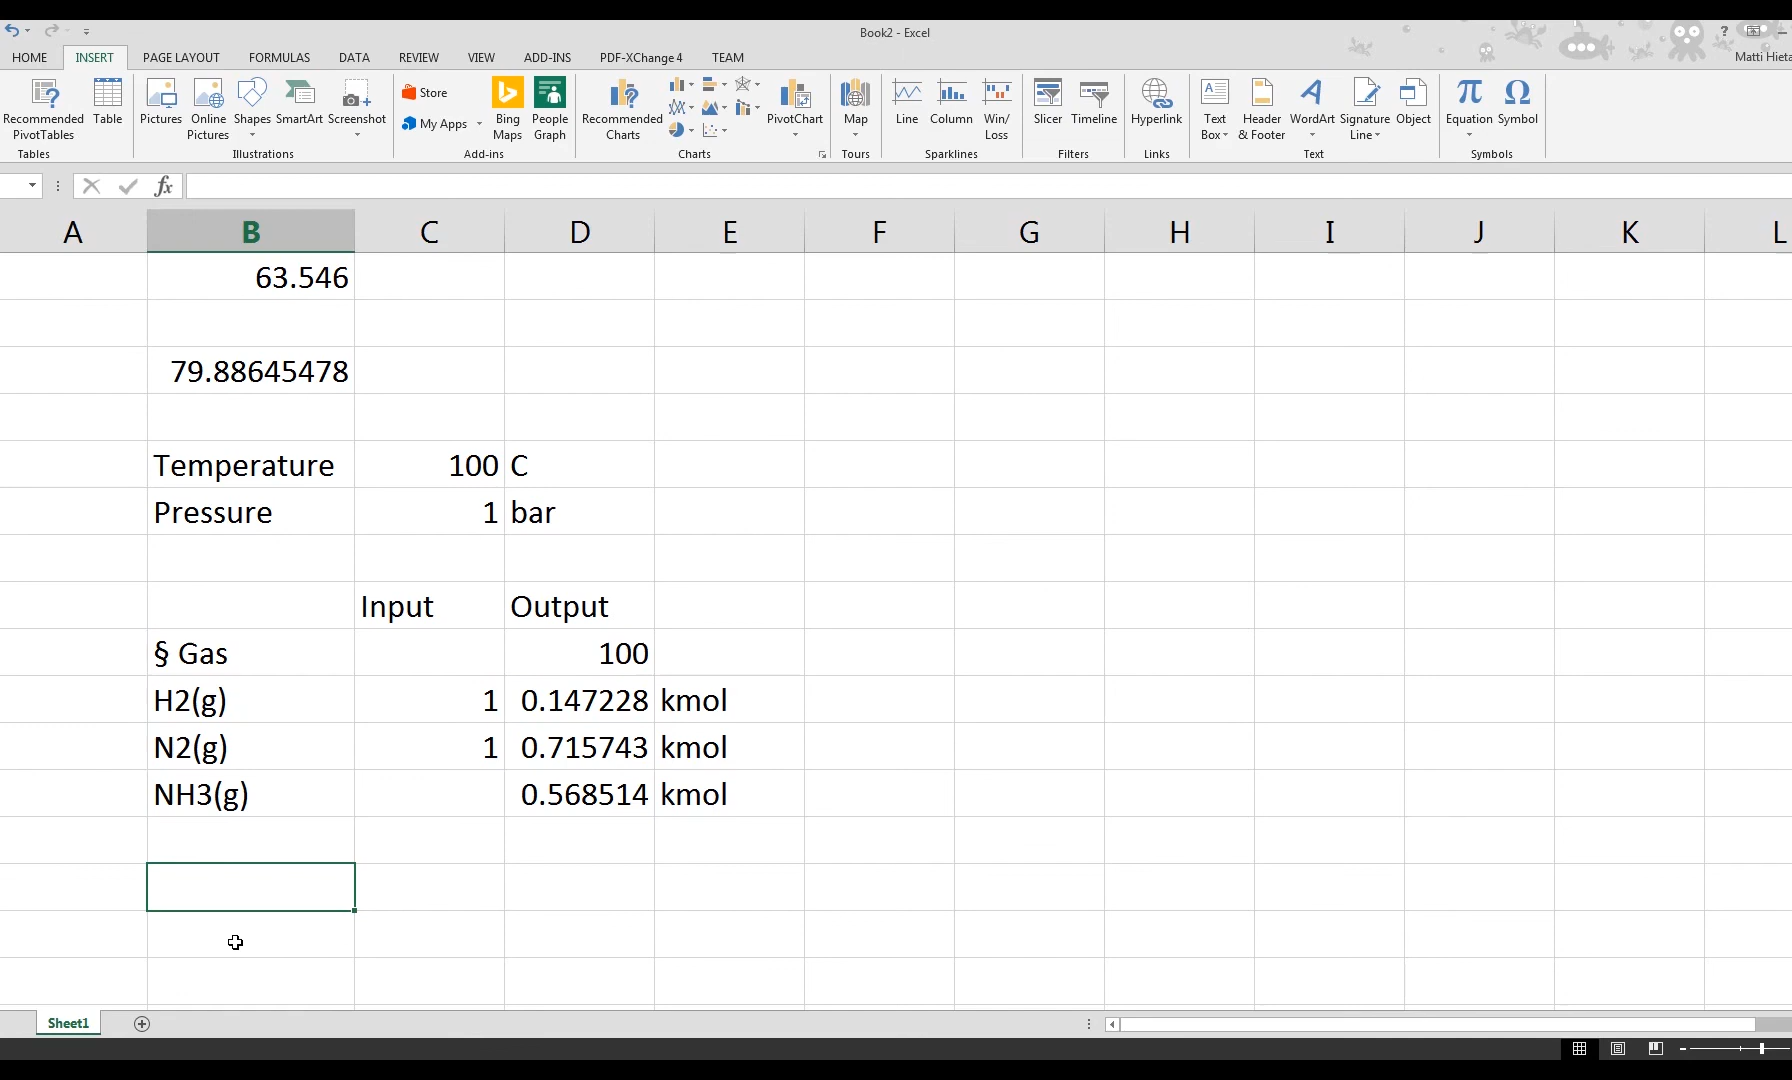 Book2 - Excel
?
HOME INSERT PAGE LAYOUT FORMULAS DATA REVIEW VIEW ADD-INS PDF-XChange 4 TEAM
Matti Hieta
Recommended PivotTables
Table
Pictures
Online Pictures
Shapes
SmartArt
Screenshot
Store
My Apps
Bing Maps
People Graph
Recommended Charts
PivotChart
Map
Line
Column
Win/ Loss
Slicer
Timeline
Hyperlink
Text Box
Header & Footer
WordArt
Signature Line
Object
Equation
Symbol
Tables Illustrations Add-ins Charts Tours Sparklines Filters Links Text Symbols
fx
A B C D E F G H I J K L
63.546
79.88645478
Temperature 100 C
Pressure 1 bar
Input Output
§ Gas 100
H2(g) 1 0.147228 kmol
N2(g) 1 0.715743 kmol
NH3(g) 0.568514 kmol
Sheet1